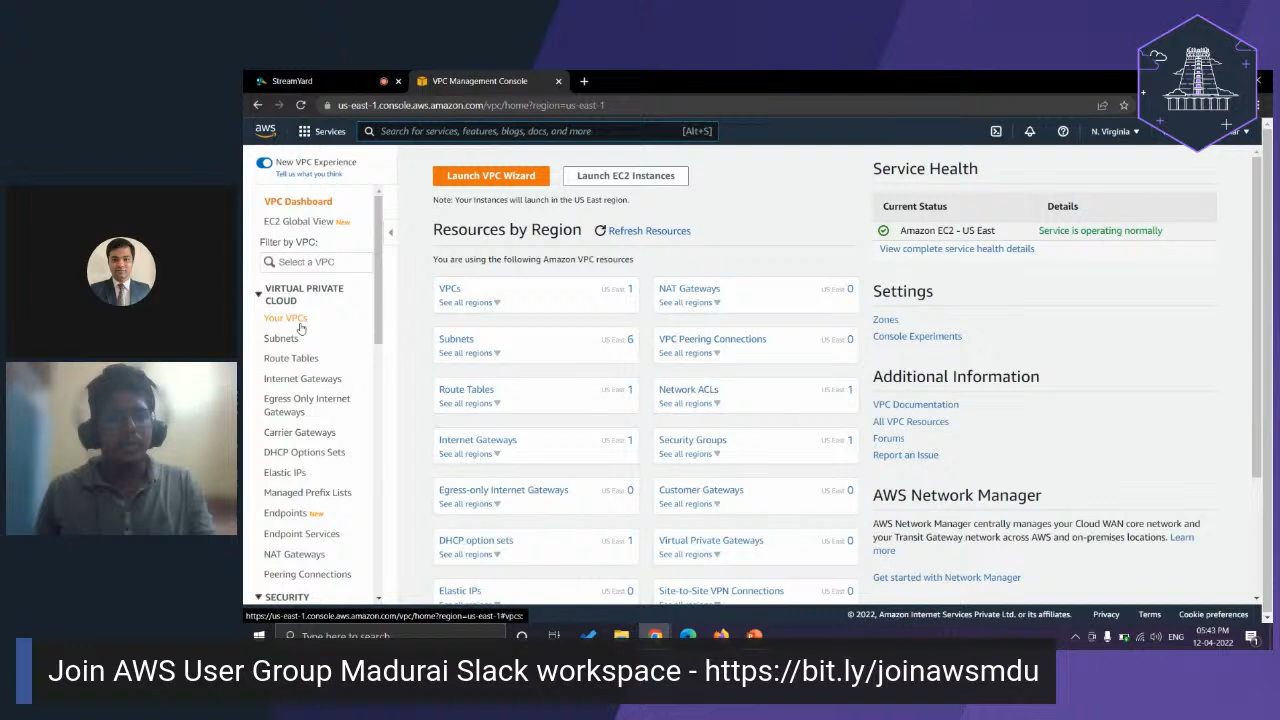 StreamYard
VPC Management Console
us-east-1.console.aws.amazon.com/vpc/home?region=us-east-1
aws
Services
Search for services, features, blogs, docs, and more
[Alt+S]
N. Virginia
New VPC Experience
Tell us what you think
VPC Dashboard
EC2 Global View New
Filter by VPC:
Select a VPC
VIRTUAL PRIVATE
CLOUD
Your VPCs
Subnets
Route Tables
Internet Gateways
Egress Only Internet
Gateways
Carrier Gateways
DHCP Options Sets
Elastic IPs
Managed Prefix Lists
Endpoints New
Endpoint Services
NAT Gateways
Peering Connections
SECURITY
Launch VPC Wizard
Launch EC2 Instances
Note: Your Instances will launch in the US East region.
Resources by Region
Refresh Resources
You are using the following Amazon VPC resources
VPCs US East 1
See all regions
NAT Gateways US East 0
See all regions
Subnets US East 6
See all regions
VPC Peering Connections US East 0
See all regions
Route Tables US East 1
See all regions
Network ACLs US East 1
See all regions
Internet Gateways US East 1
See all regions
Security Groups US East 1
See all regions
Egress-only Internet Gateways US East 0
See all regions
Customer Gateways US East 0
See all regions
DHCP option sets US East 1
See all regions
Virtual Private Gateways US East 0
See all regions
Elastic IPs US East 0
Site-to-Site VPN Connections US East 0
Service Health
Current Status
Details
Amazon EC2 - US East
Service is operating normally
View complete service health details
Settings
Zones
Console Experiments
Additional Information
VPC Documentation
All VPC Resources
Forums
Report an Issue
AWS Network Manager
AWS Network Manager centrally manages your Cloud WAN core network and
your Transit Gateway network across AWS and on-premises locations. Learn
more
Get started with Network Manager
https://us-east-1.console.aws.amazon.com/vpc/home?region=us-east-1#vpcs:
© 2022, Amazon Internet Services Private Ltd. or its affiliates.
Privacy
Terms
Cookie preferences
Type here to search
ENG
05:43 PM
12-04-2022
Join AWS User Group Madurai Slack workspace - https://bit.ly/joinawsmdu